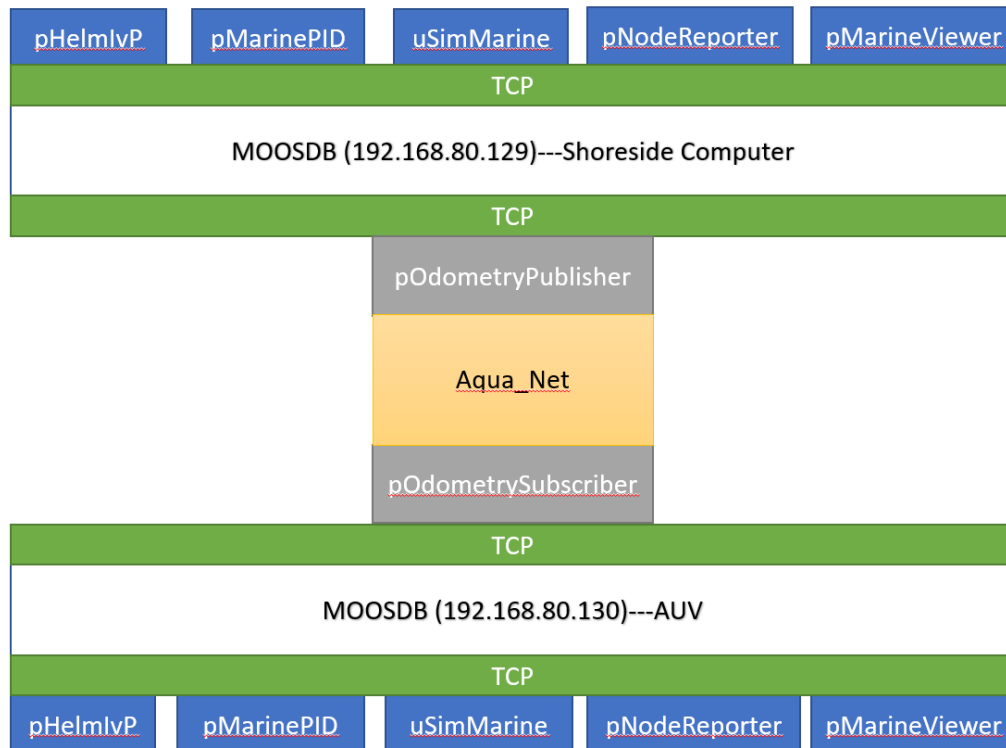 pHelmIvP pMarinePID uSimMarine pNodeReporter pMarineViewer
TCP
MOOSDB (192.168.80.129)---Shoreside Computer
TCP
pOdometryPublisher
Aqua_Net
pOdometrySubscriber
TCP
MOOSDB (192.168.80.130)---AUV
TCP
pHelmIvP pMarinePID uSimMarine pNodeReporter pMarineViewer